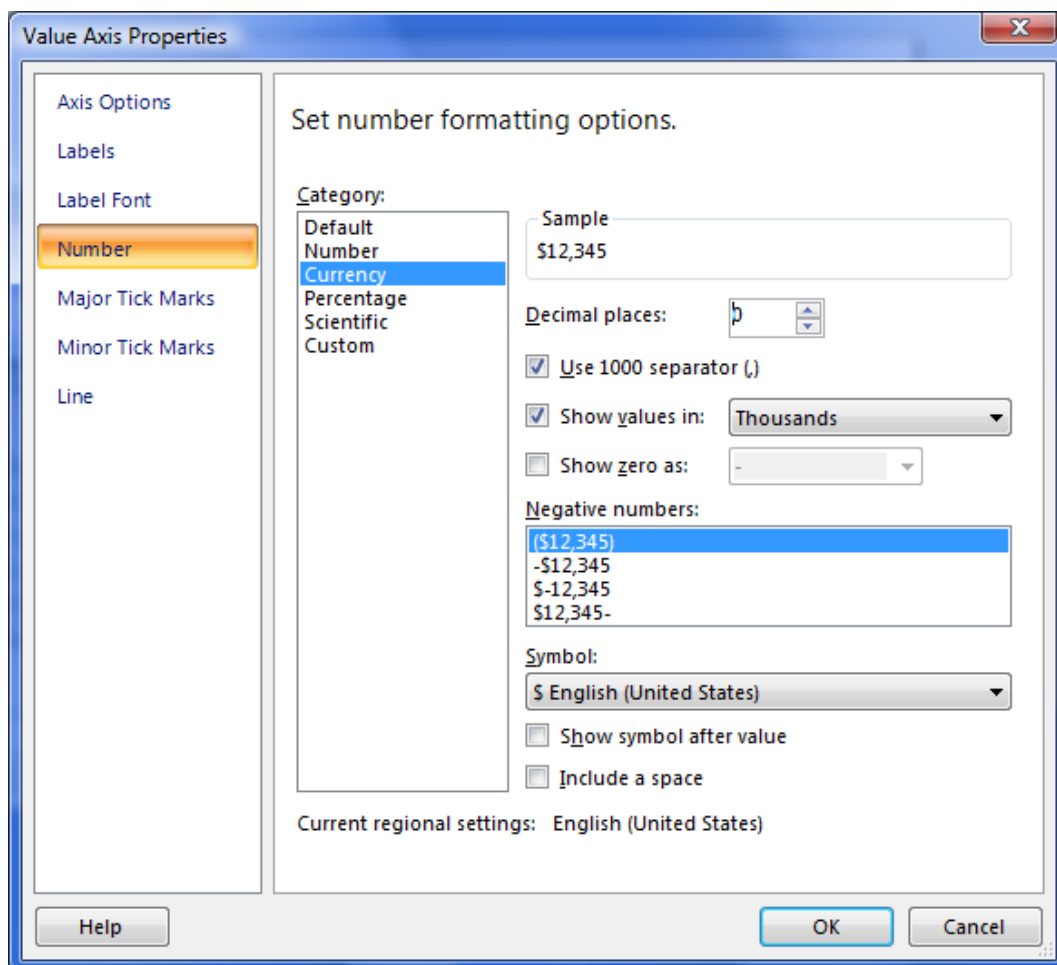 Value Axis Properties
Axis Options
Labels
Label Font
Number
Major Tick Marks
Minor Tick Marks
Line
Set number formatting options.
Category:
Default
Number
Currency
Percentage
Scientific
Custom
Sample
$12,345
Decimal places: 0
Use 1000 separator (,)
Show values in: Thousands
Show zero as: -
Negative numbers:
($12,345)
-$12,345
$-12,345
$12,345-
Symbol:
$ English (United States)
Show symbol after value
Include a space
Current regional settings: English (United States)
Help
OK
Cancel